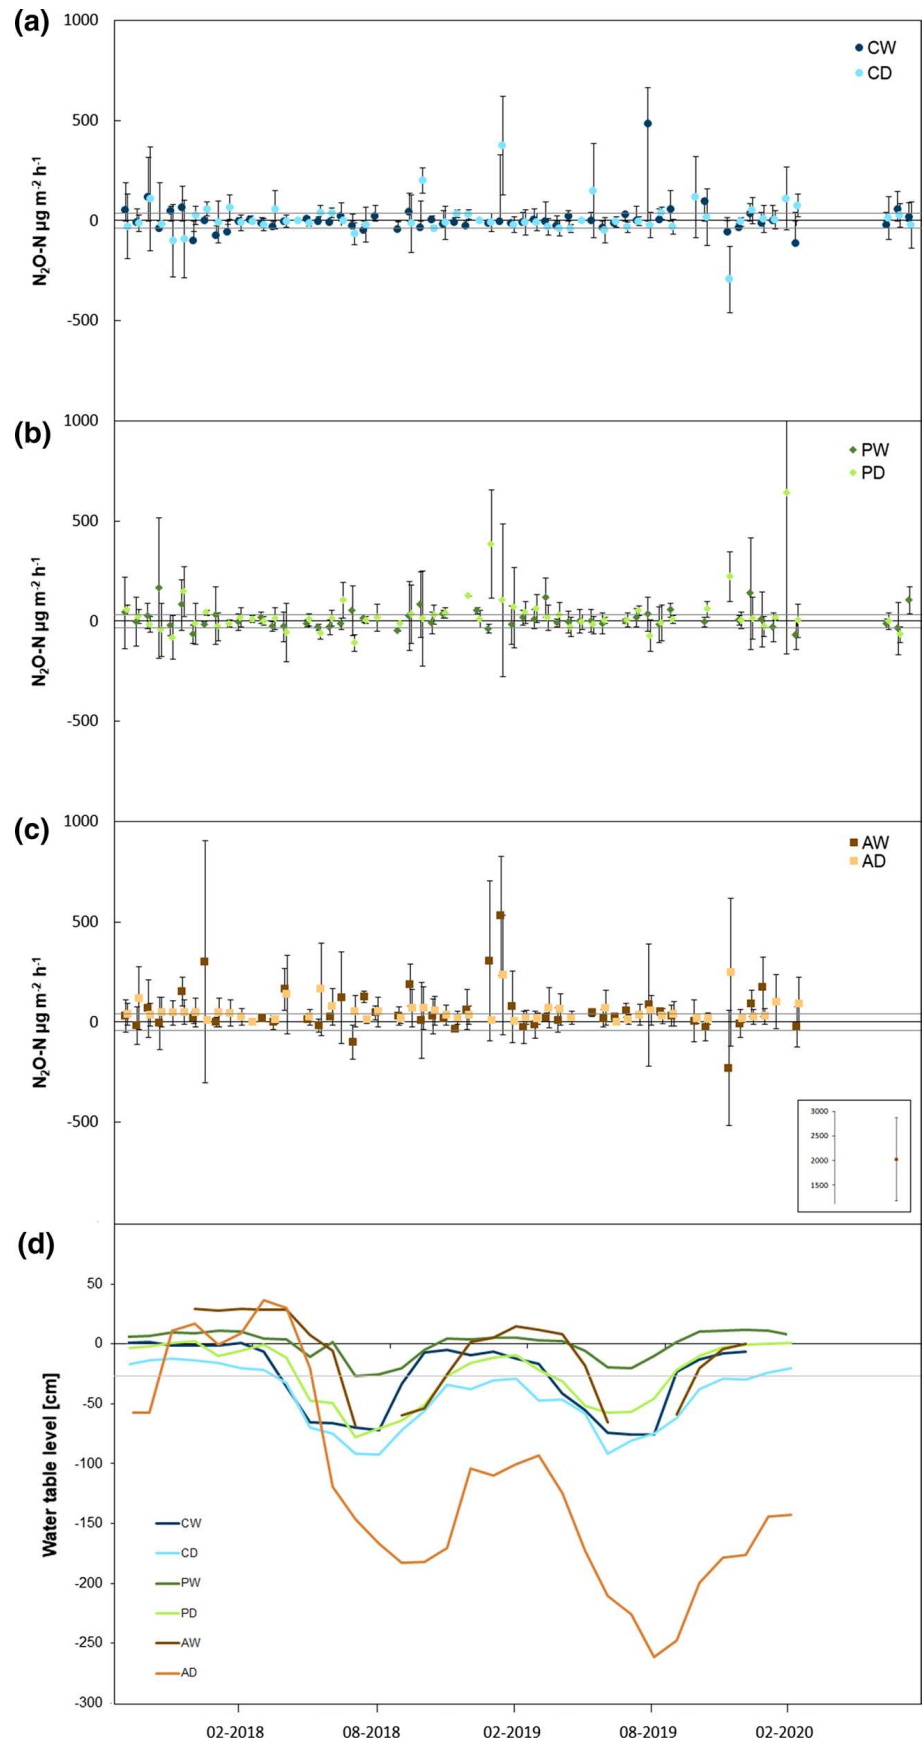 (a)
1000
500
0
-500
N₂O-N µg m⁻² h⁻¹
CW
CD
(b)
1000
500
0
-500
N₂O-N µg m⁻² h⁻¹
PW
PD
(c)
1000
500
0
-500
N₂O-N µg m⁻² h⁻¹
AW
AD
3000
2500
2000
1500
(d)
50
0
-50
-100
-150
-200
-250
-300
Water table level [cm]
CW
CD
PW
PD
AW
AD
02-2018
08-2018
02-2019
08-2019
02-2020